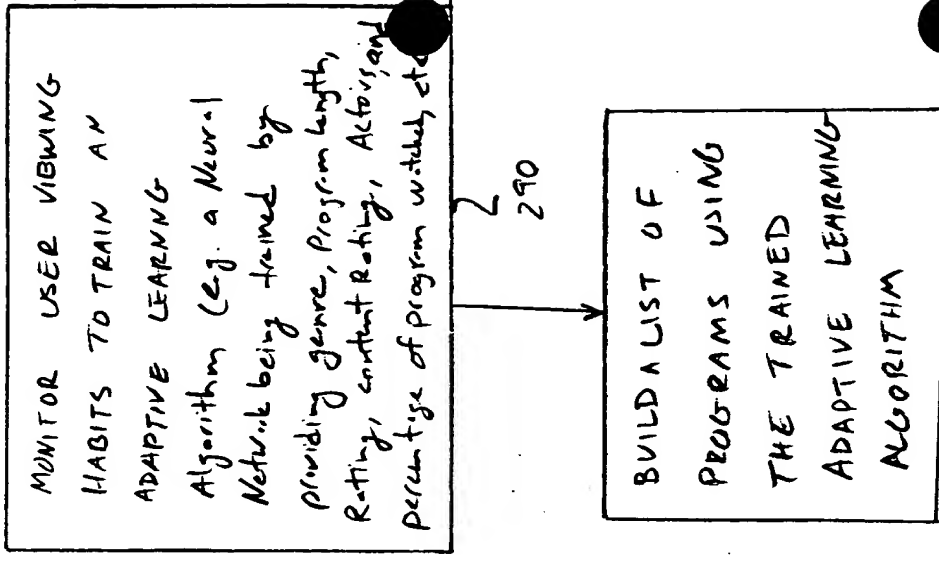 MONITOR USER VIEWING
HABITS TO TRAIN AN
ADAPTIVE LEARNING
Algorithm (e.g. a Neural
Network being trained by
providing genre, Program length,
Rating, content Rating, Actors, and
percentage of program watched, etc
290
BUILD A LIST OF
PROGRAMS USING
THE TRAINED
ADAPTIVE LEARNING
ALGORITHM